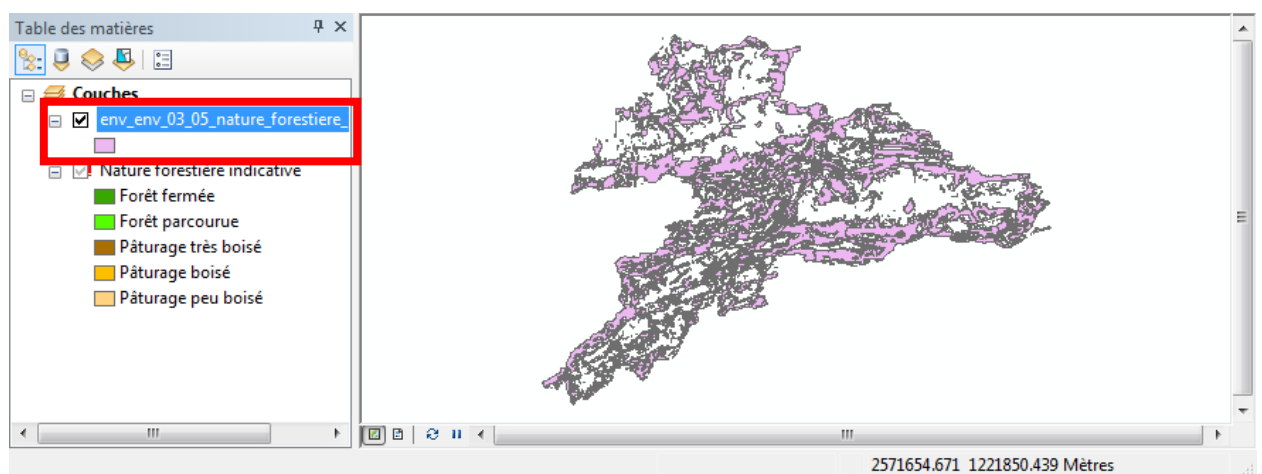 Table des matières
Couches
env_env_03_05_nature_forestiere_
Nature forestière indicative
Forêt fermée
Forêt parcourue
Pâturage très boisé
Pâturage boisé
Pâturage peu boisé
2571654.671 1221850.439 Mètres